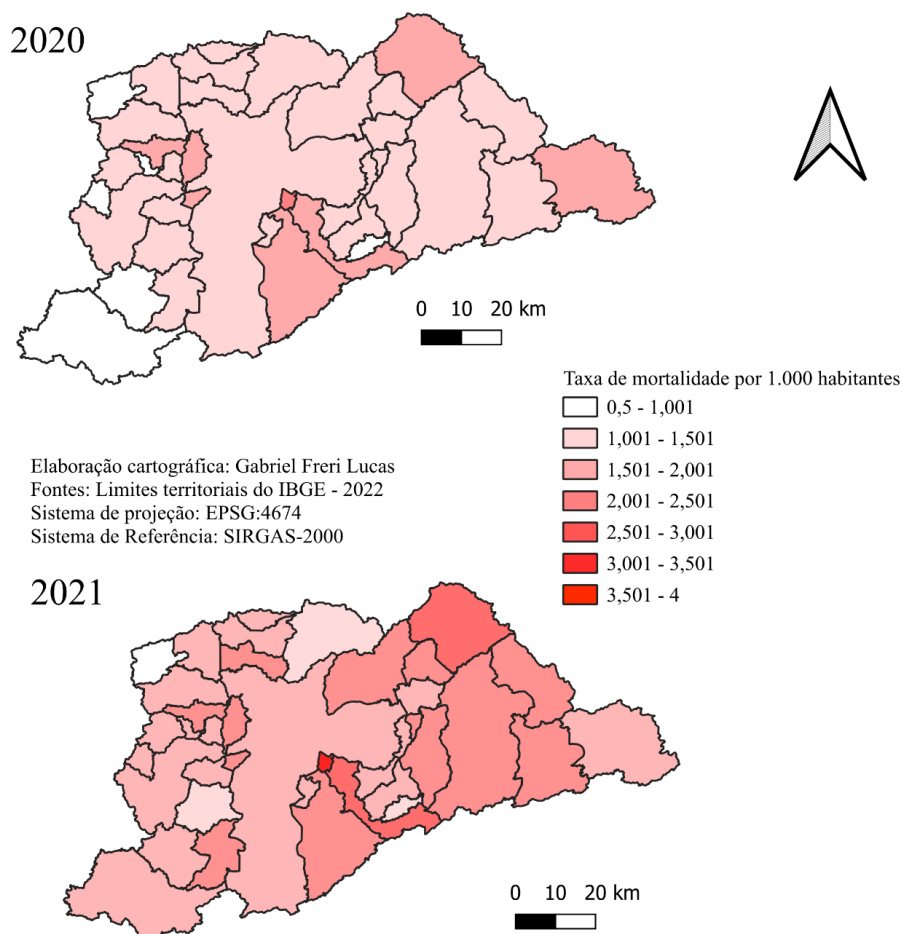 2020
0 10 20 km
Taxa de mortalidade por 1.000 habitantes
0,5 - 1,001
1,001 - 1,501
1,501 - 2,001
2,001 - 2,501
2,501 - 3,001
3,001 - 3,501
3,501 - 4
Elaboração cartográfica: Gabriel Freri Lucas
Fontes: Limites territoriais do IBGE - 2022
Sistema de projeção: EPSG:4674
Sistema de Referência: SIRGAS-2000
2021
0 10 20 km